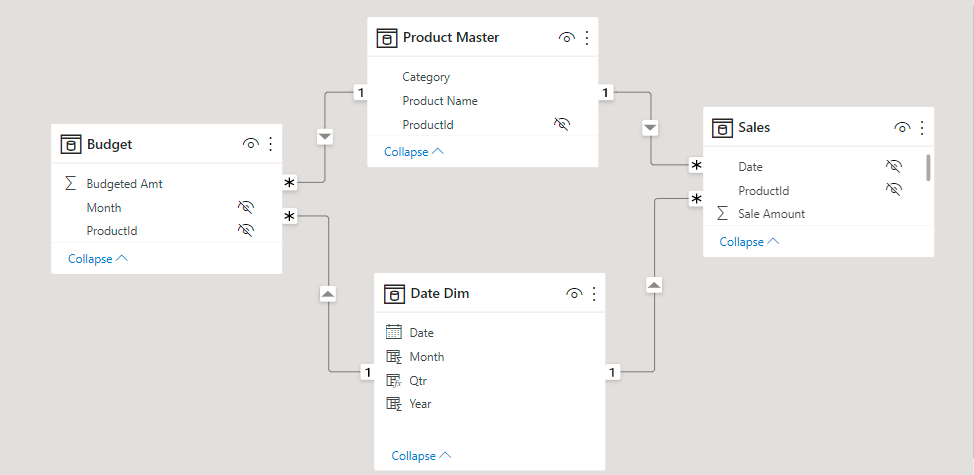 Product Master
Category
Product Name
ProductId
Collapse
1
1
Budget
Σ Budgeted Amt
Month
ProductId
Collapse
*
*
Sales
Date
ProductId
Σ Sale Amount
Collapse
*
*
Date Dim
Date
Month
Qtr
Year
Collapse
1
1